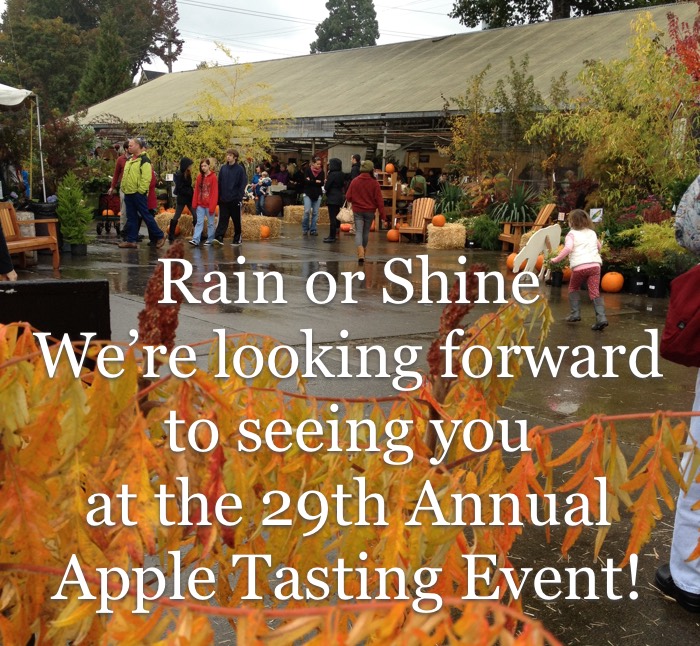 Rain or Shine
We’re looking forward
to seeing you
at the 29th Annual
Apple Tasting Event!